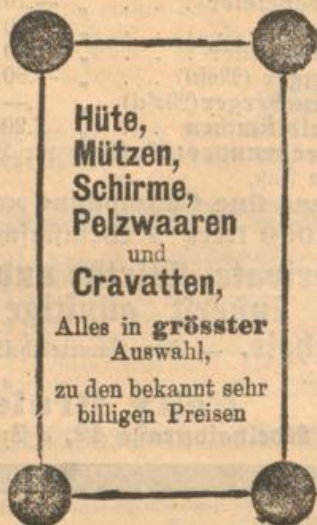 Hüte,
Mützen,
Schirme,
Pelzwaaren
und
Cravatten,
Alles in grösster
Auswahl,
zu den bekannt sehr
billigen Preisen